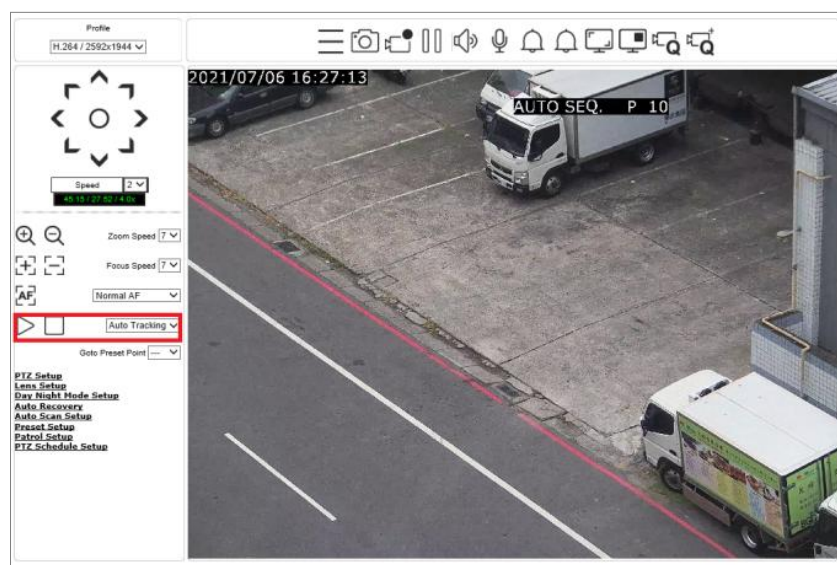 Profile
H.264 / 2592x1944
2021/07/06 16:27:13
AUTO SEQ. P 10
Speed 2
45.15 / 27.52 / 4.0x
Zoom Speed 7
Focus Speed 7
AF Normal AF
Auto Tracking
Goto Preset Point ---
PTZ Setup
Lens Setup
Day Night Mode Setup
Auto Recovery
Auto Scan Setup
Preset Setup
Patrol Setup
PTZ Schedule Setup